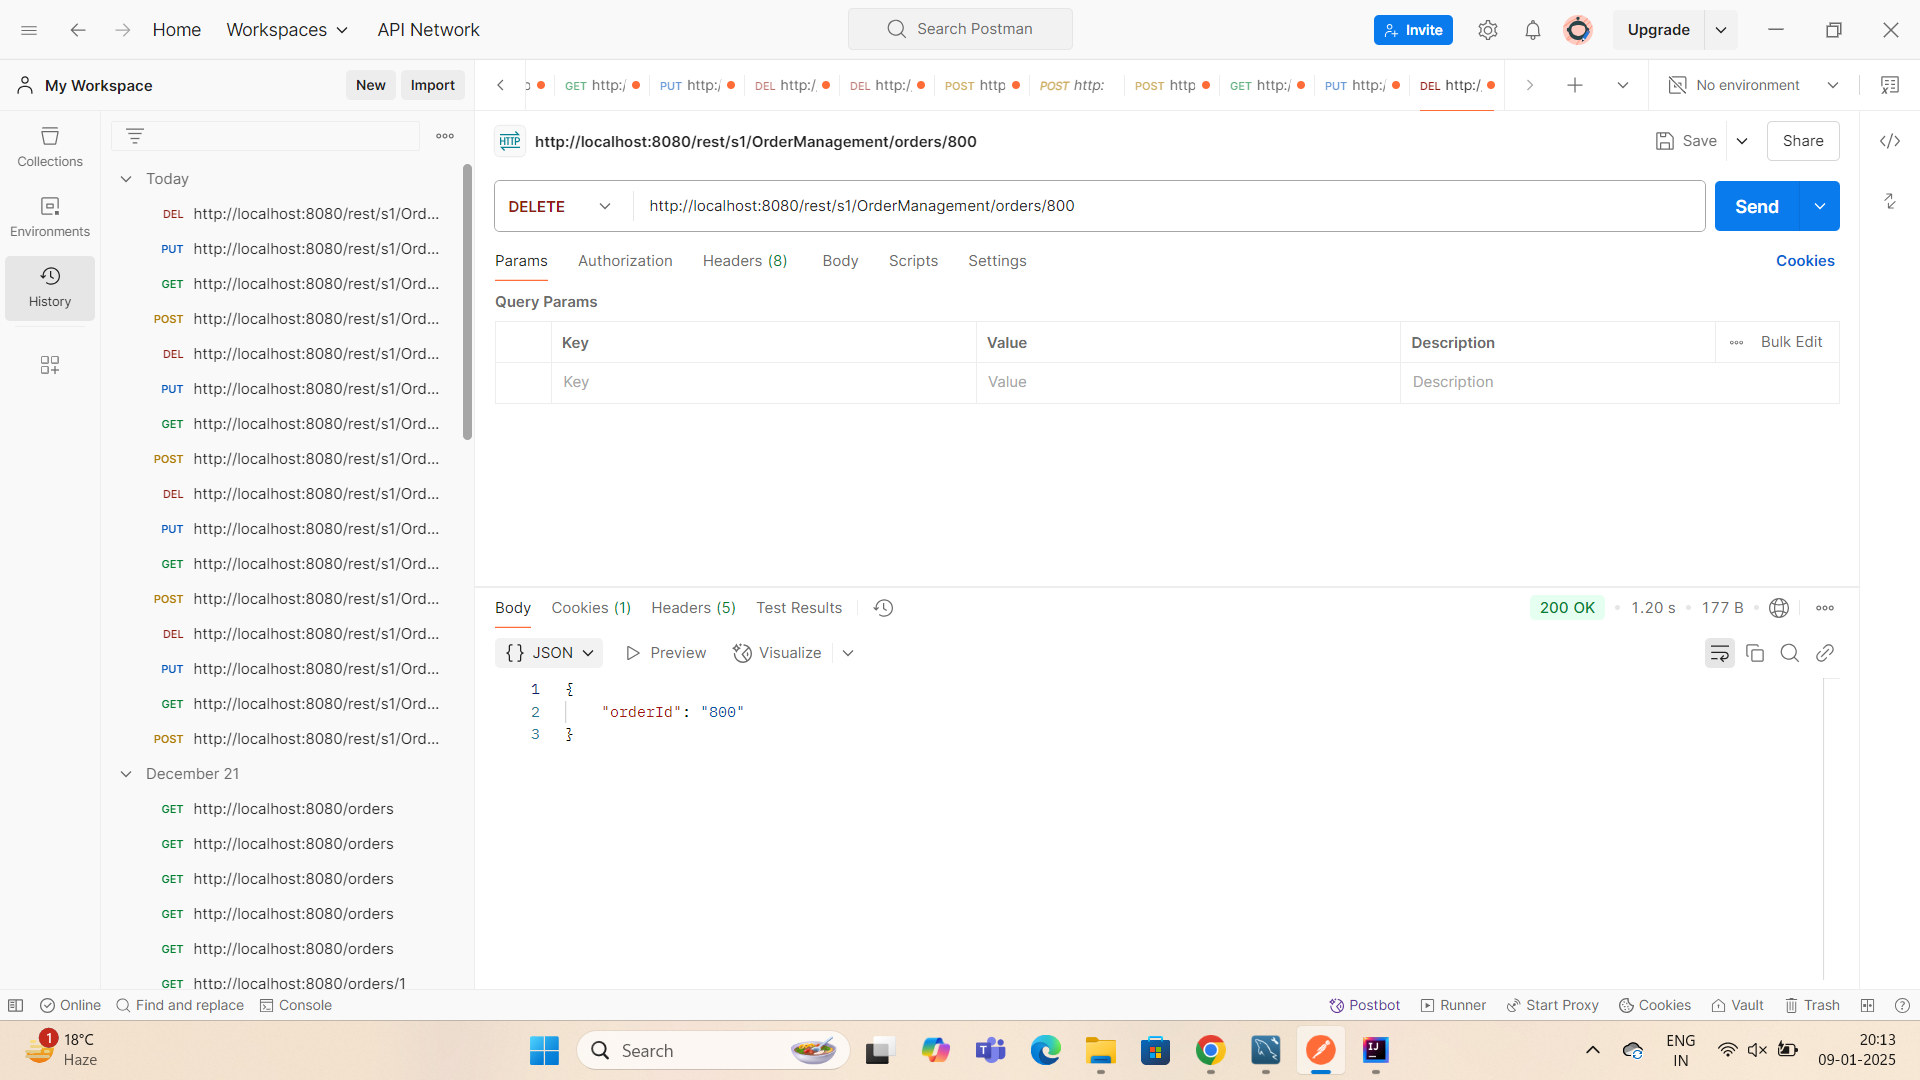 Home Workspaces API Network Search Postman Invite Upgrade
My Workspace New Import
GET http:/ PUT http:/ DEL http:/ DEL http:/ POST http POST http: POST http GET http:/ PUT http:/ DEL http:/ No environment
Collections
Environments
History
Today
DEL http://localhost:8080/rest/s1/Ord...
PUT http://localhost:8080/rest/s1/Ord...
GET http://localhost:8080/rest/s1/Ord...
POST http://localhost:8080/rest/s1/Ord...
DEL http://localhost:8080/rest/s1/Ord...
PUT http://localhost:8080/rest/s1/Ord...
GET http://localhost:8080/rest/s1/Ord...
POST http://localhost:8080/rest/s1/Ord...
DEL http://localhost:8080/rest/s1/Ord...
PUT http://localhost:8080/rest/s1/Ord...
GET http://localhost:8080/rest/s1/Ord...
POST http://localhost:8080/rest/s1/Ord...
DEL http://localhost:8080/rest/s1/Ord...
PUT http://localhost:8080/rest/s1/Ord...
GET http://localhost:8080/rest/s1/Ord...
POST http://localhost:8080/rest/s1/Ord...
December 21
GET http://localhost:8080/orders
GET http://localhost:8080/orders
GET http://localhost:8080/orders
GET http://localhost:8080/orders
GET http://localhost:8080/orders
GET http://localhost:8080/orders/1
HTTP http://localhost:8080/rest/s1/OrderManagement/orders/800 Save Share
DELETE http://localhost:8080/rest/s1/OrderManagement/orders/800 Send
Params Authorization Headers (8) Body Scripts Settings Cookies
Query Params
Key Value Description Bulk Edit
Key Value Description
Body Cookies (1) Headers (5) Test Results 200 OK 1.20 s 177 B
{} JSON Preview Visualize
1 {
2 "orderId": "800"
3 }
Online Find and replace Console Postbot Runner Start Proxy Cookies Vault Trash
1 18°C
Haze
Search
ENG
IN
20:13
09-01-2025